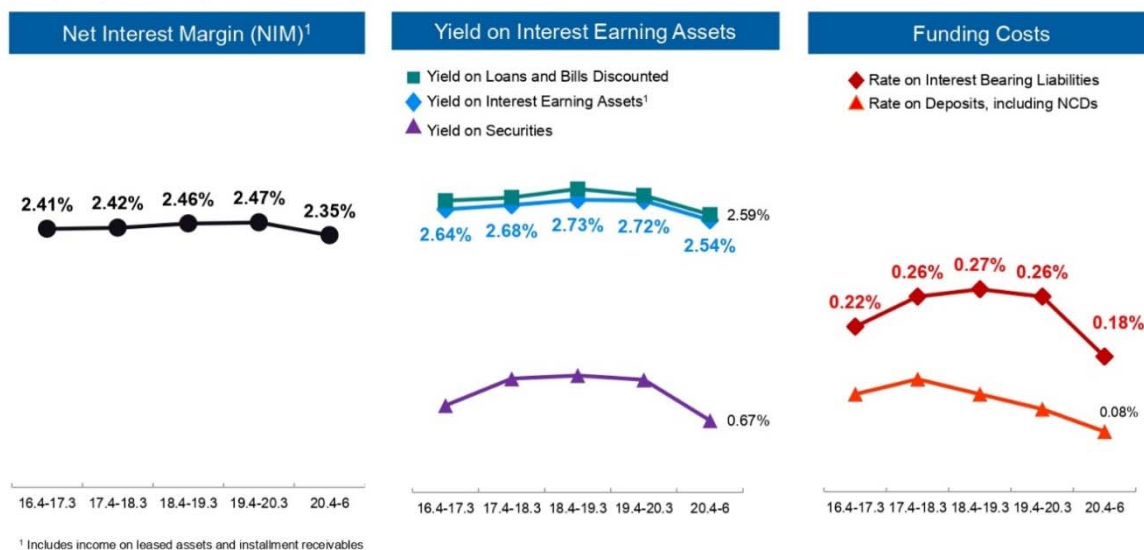 Net Interest Margin (NIM)¹
2.41%
2.42%
2.46%
2.47%
2.35%
16.4-17.3 17.4-18.3 18.4-19.3 19.4-20.3 20.4-6
¹ Includes income on leased assets and installment receivables
Yield on Interest Earning Assets
Yield on Loans and Bills Discounted
Yield on Interest Earning Assets¹
Yield on Securities
2.59%
2.64%
2.68%
2.73%
2.72%
2.54%
0.67%
16.4-17.3 17.4-18.3 18.4-19.3 19.4-20.3 20.4-6
Funding Costs
Rate on Interest Bearing Liabilities
Rate on Deposits, including NCDs
0.22%
0.26%
0.27%
0.26%
0.18%
0.08%
16.4-17.3 17.4-18.3 18.4-19.3 19.4-20.3 20.4-6